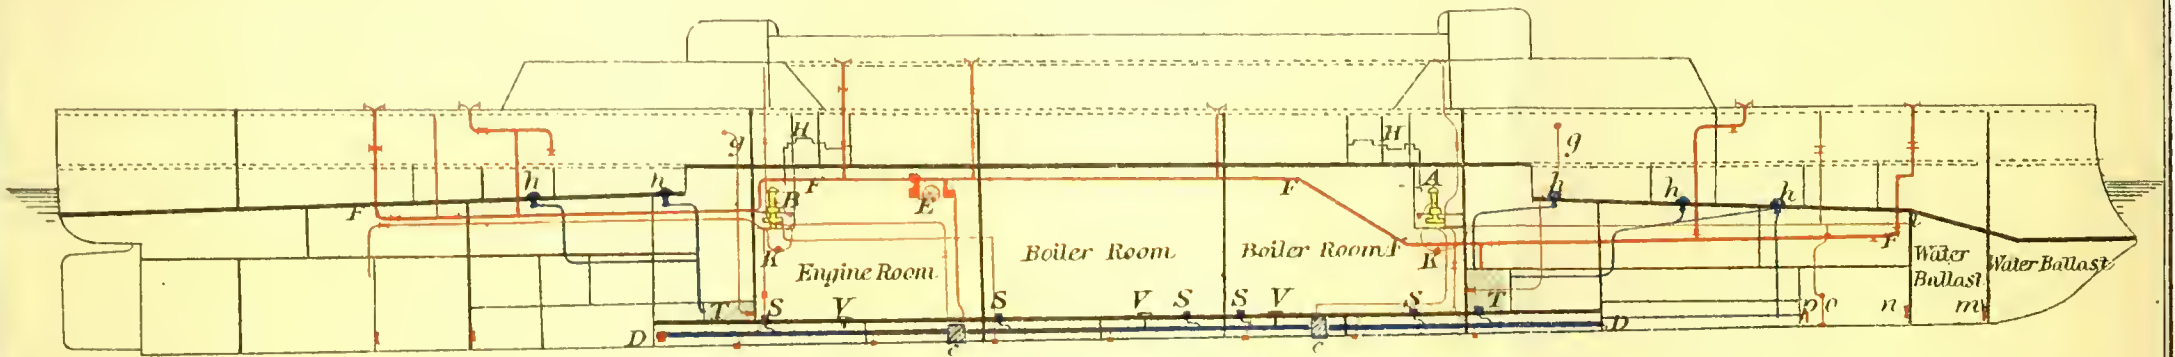 H H
g A g
h h h h h
F B F F
E
Boiler Room Boiler Room F F
K Engine Room K Water Ballast Water Ballast
T S V S V S S V S T p o n m
D D
C C